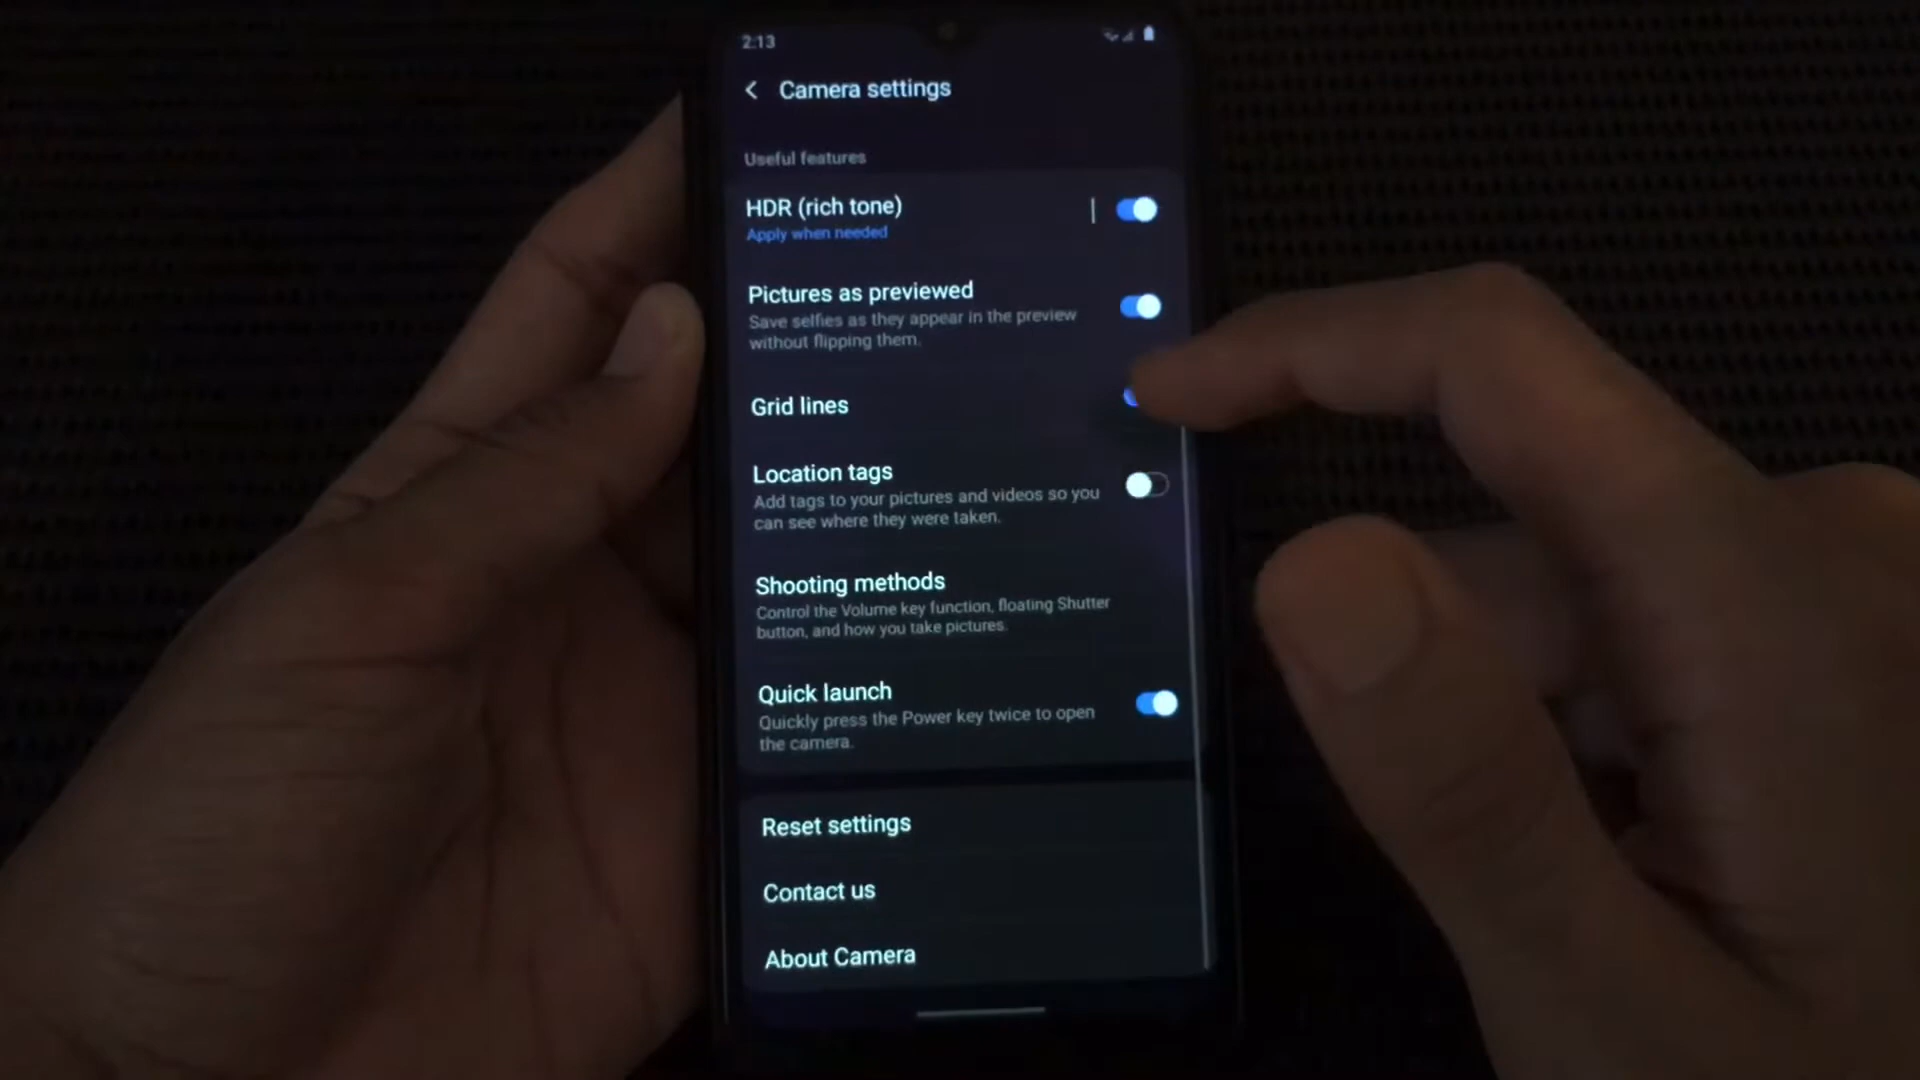 2:13
Camera settings
Useful features
HDR (rich tone)
Apply when needed
Pictures as previewed
Save selfies as they appear in the preview
without flipping them.
Grid lines
Location tags
Add tags to your pictures and videos so you
can see where they were taken.
Shooting methods
Control the Volume key function, floating Shutter
button, and how you take pictures.
Quick launch
Quickly press the Power key twice to open
the camera.
Reset settings
Contact us
About Camera